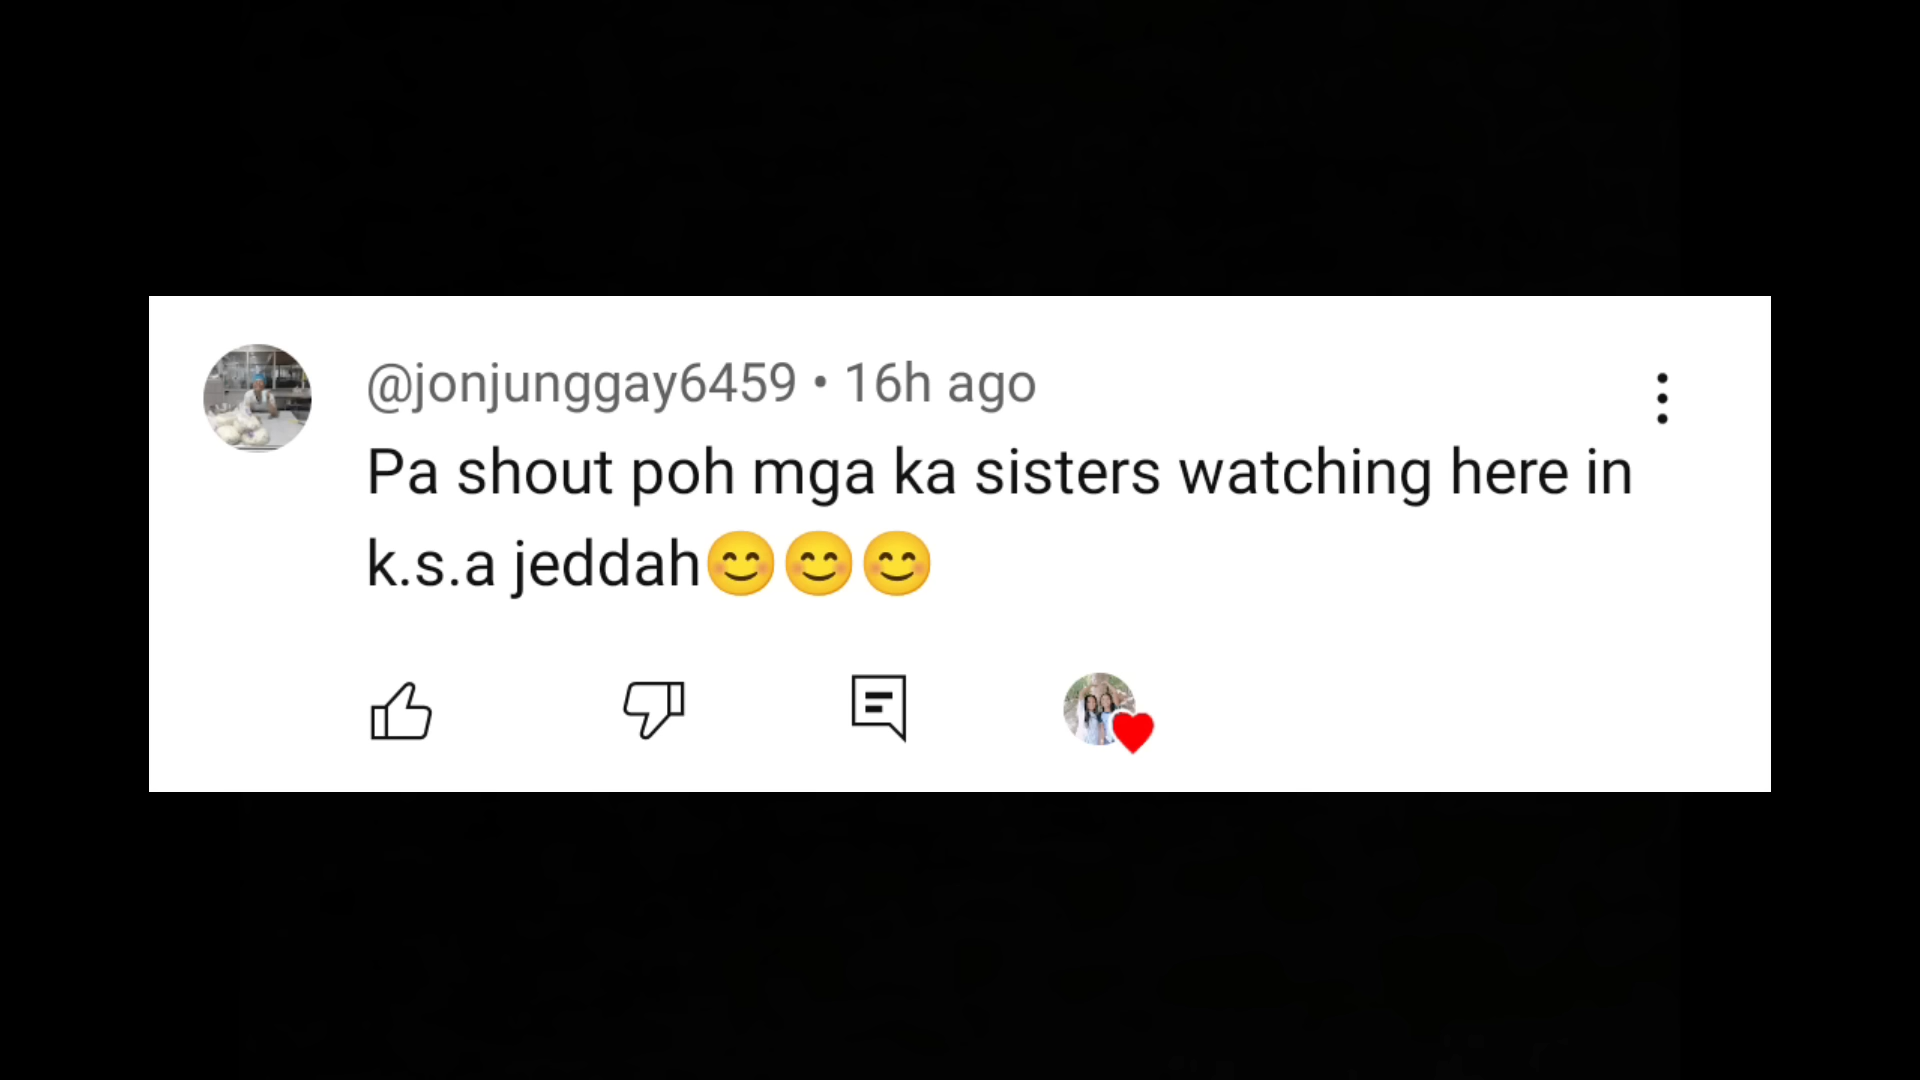 @jonjunggay6459 • 16h ago
Pa shout poh mga ka sisters watching here in
k.s.a jeddah😊😊😊